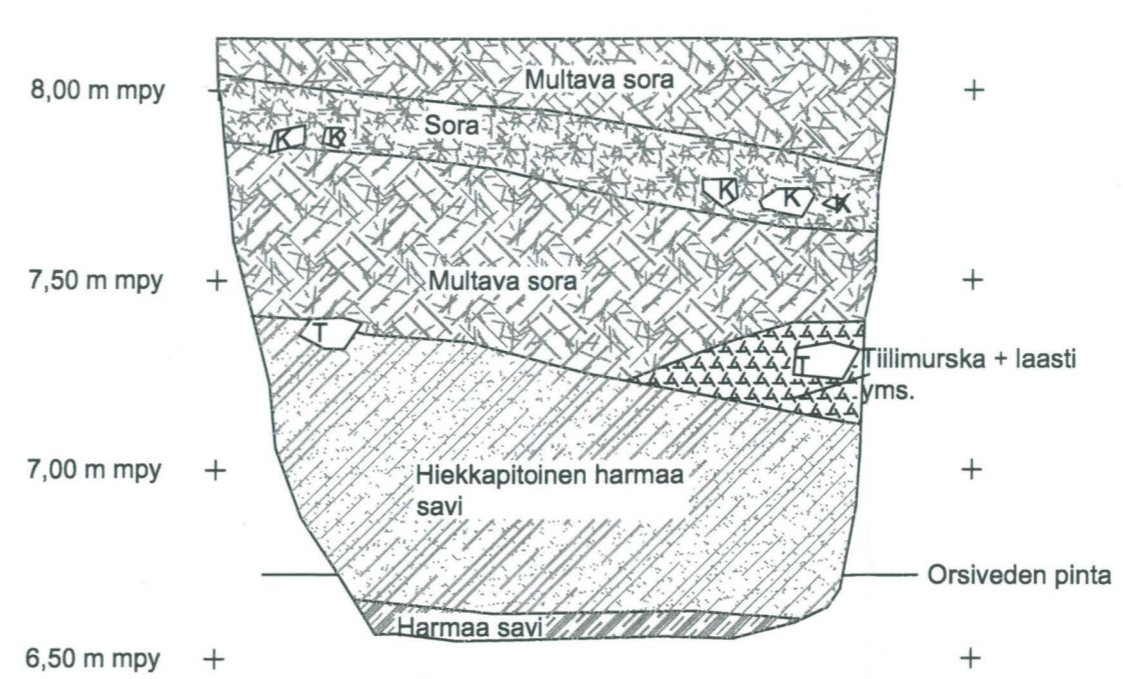 Multava sora
8,00 m mpy
Sora
K K
K K K
7,50 m mpy
Multava sora
T
T
Tiilimurska + laasti
yms.
7,00 m mpy
Hiekkapitoinen harmaa
savi
Orsiveden pinta
Harmaa savi
6,50 m mpy